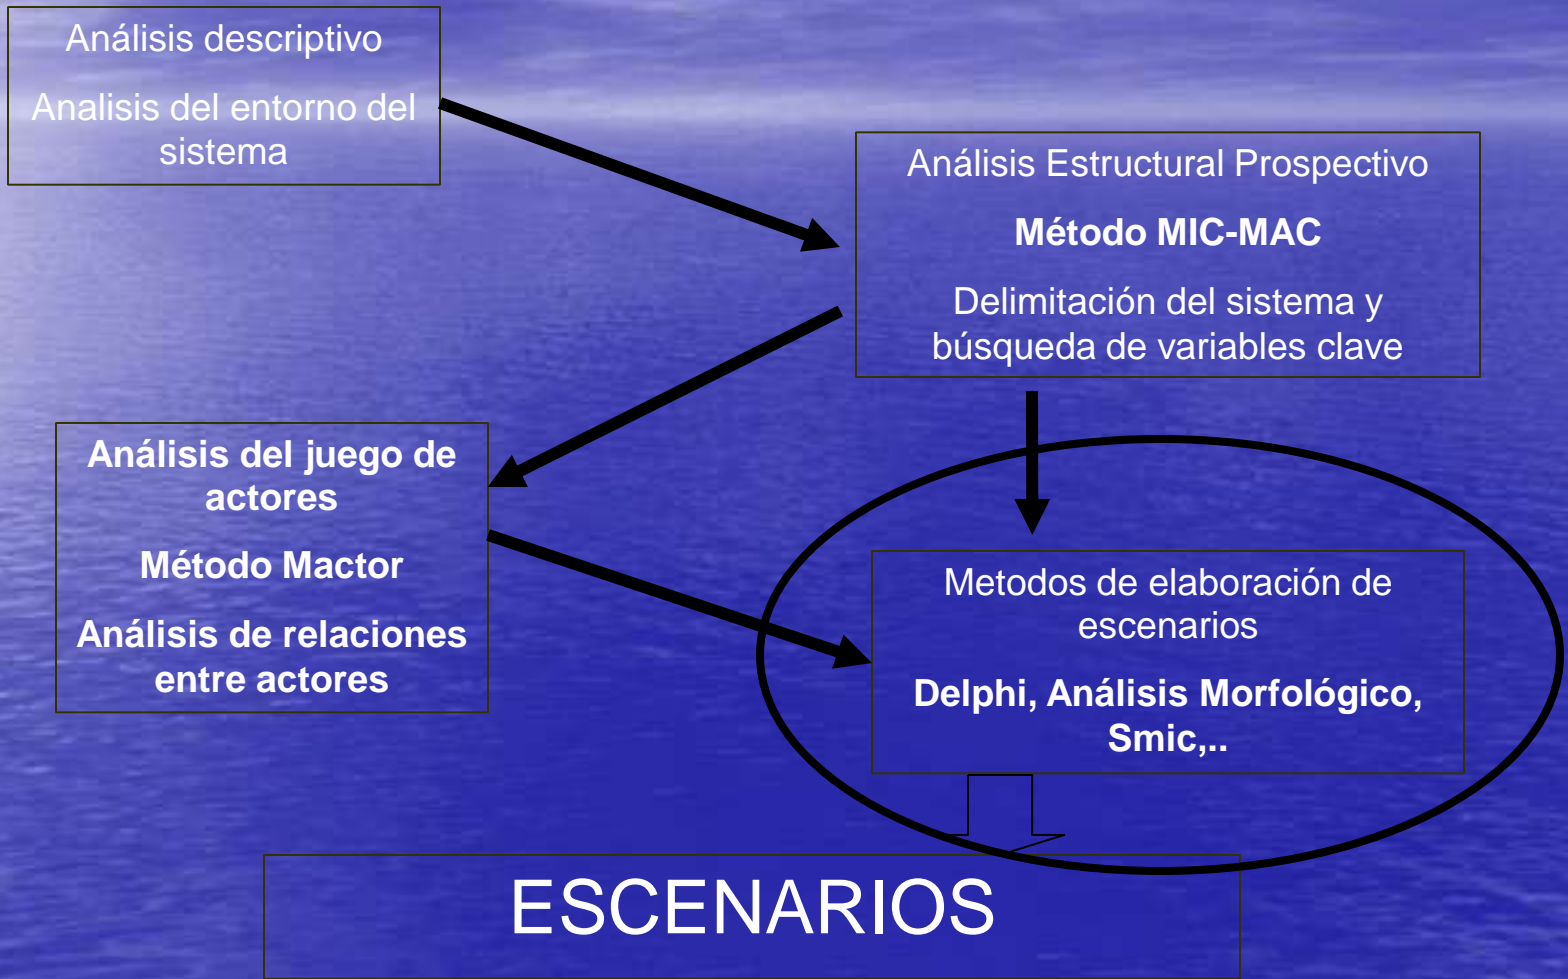 Análisis descriptivo
Analisis del entorno del
sistema
Análisis Estructural Prospectivo
Método MIC-MAC
Delimitación del sistema y
búsqueda de variables clave
Análisis del juego de
actores
Método Mactor
Análisis de relaciones
entre actores
Metodos de elaboración de
escenarios
Delphi, Análisis Morfológico,
Smic,..
ESCENARIOS